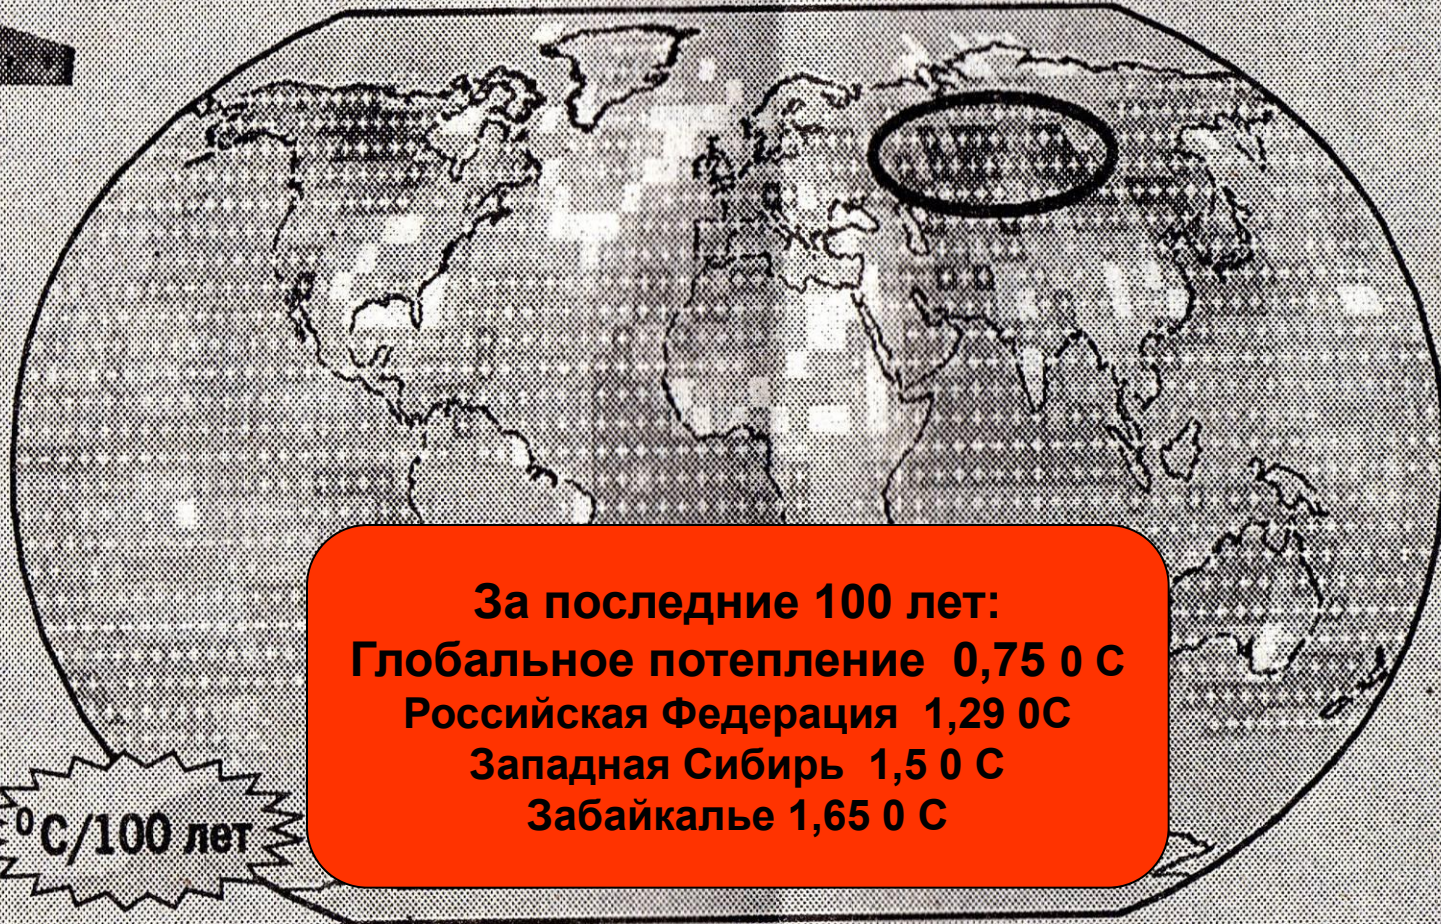 За последние 100 лет:
Глобальное потепление 0,75 0 С
Российская Федерация 1,29 0С
Западная Сибирь 1,5 0 С
Забайкалье 1,65 0 С
⁰С/100 лет